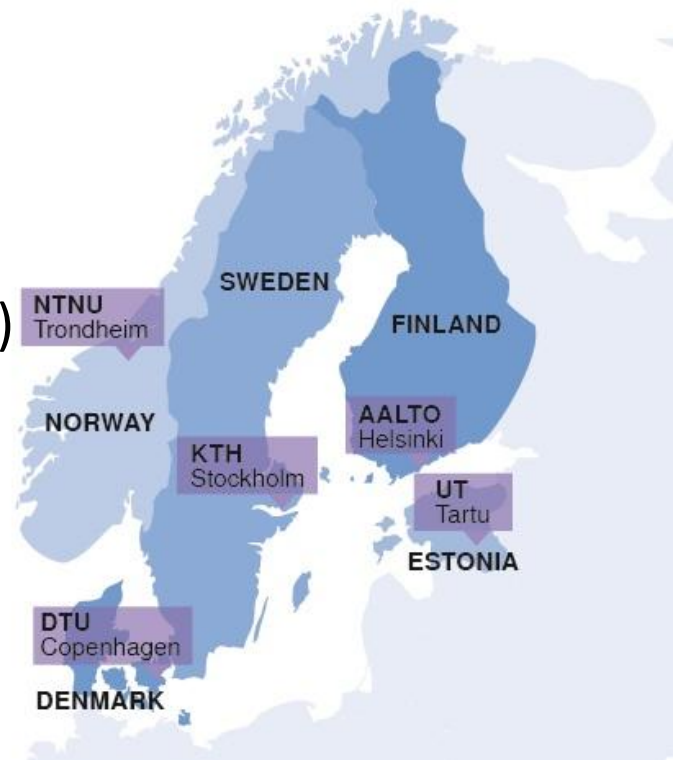 SWEDEN
)
NTNU
Trondheim
FINLAND
NORWAY
AALTO
Helsinki
KTH
Stockholm
UT
Tartu
ESTONIA
DTU
Copenhagen
DENMARK